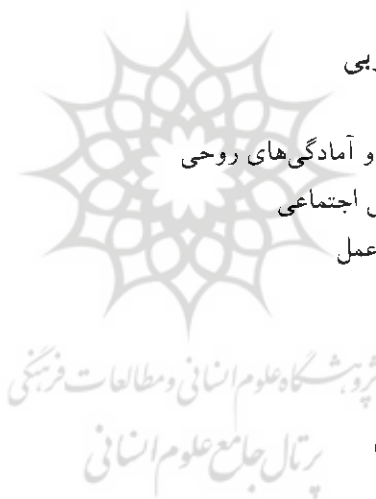 و آمادگی‌های روحی
اجتماعی
عمل
پژوهشگاه علوم انسانی و مطالعات فرهنگی
پرتال جامع علوم انسانی